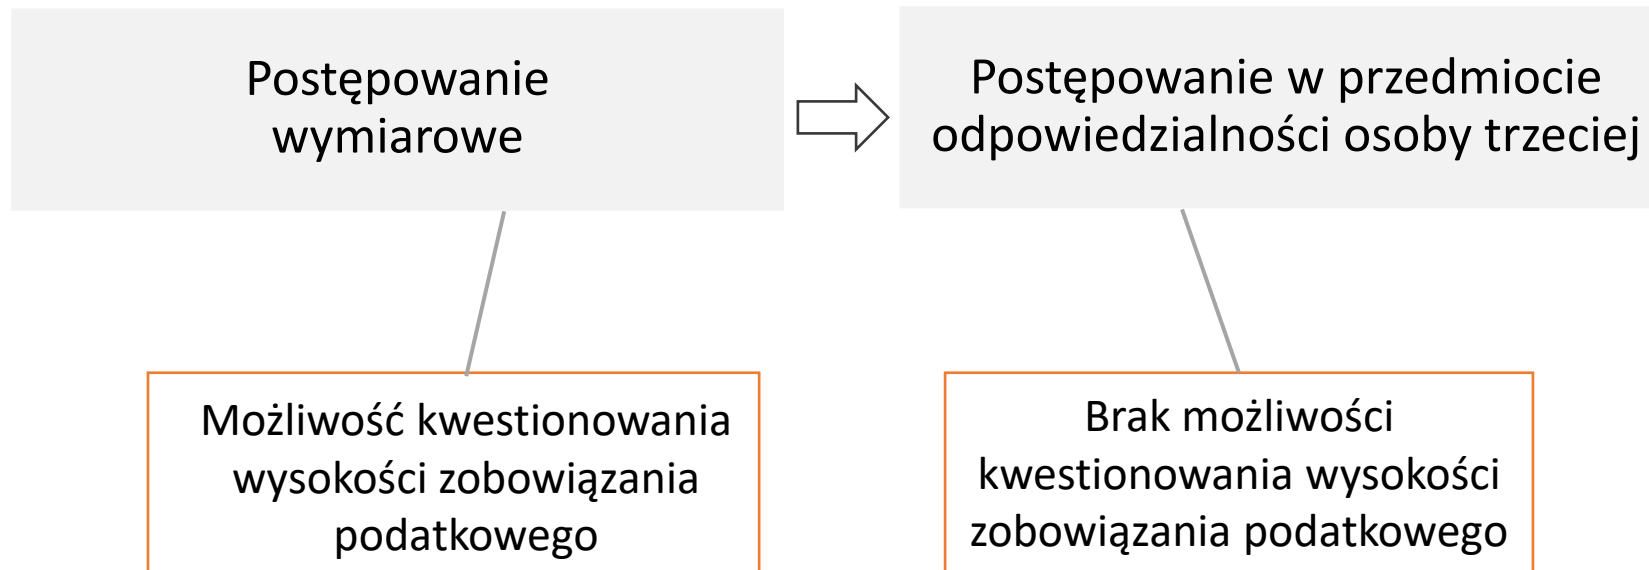 Postępowanie
wymiarowe
Postępowanie w przedmiocie
odpowiedzialności osoby trzeciej
Możliwość kwestionowania
wysokości zobowiązania
podatkowego
Brak możliwości
kwestionowania wysokości
zobowiązania podatkowego